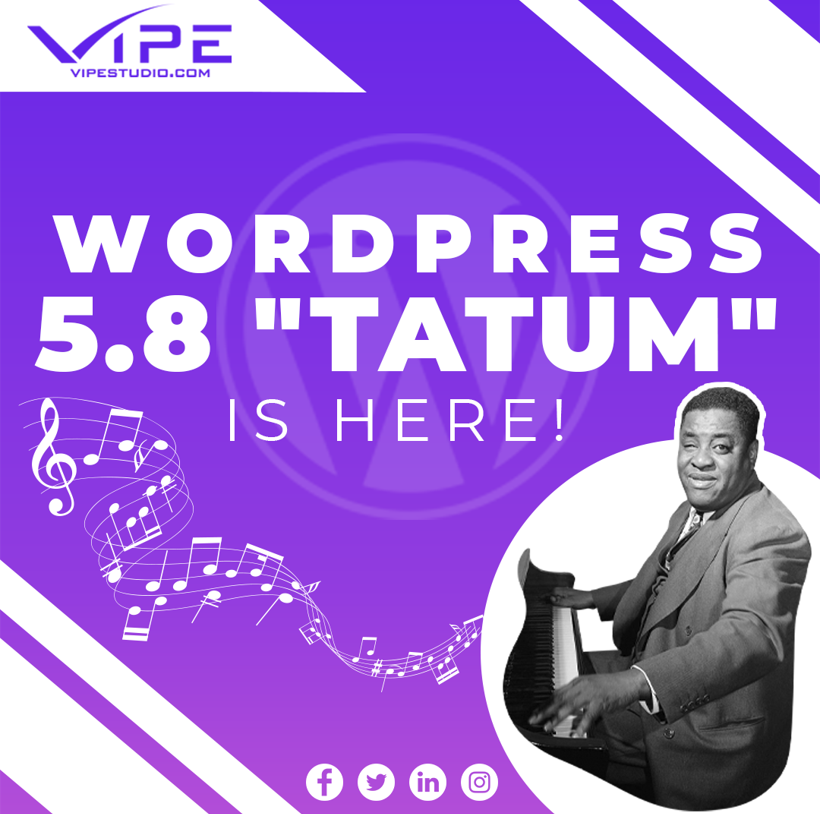 VIPE
VIPESTUDIO.COM
WORDPRESS
5.8 "TATUM"
IS HERE!